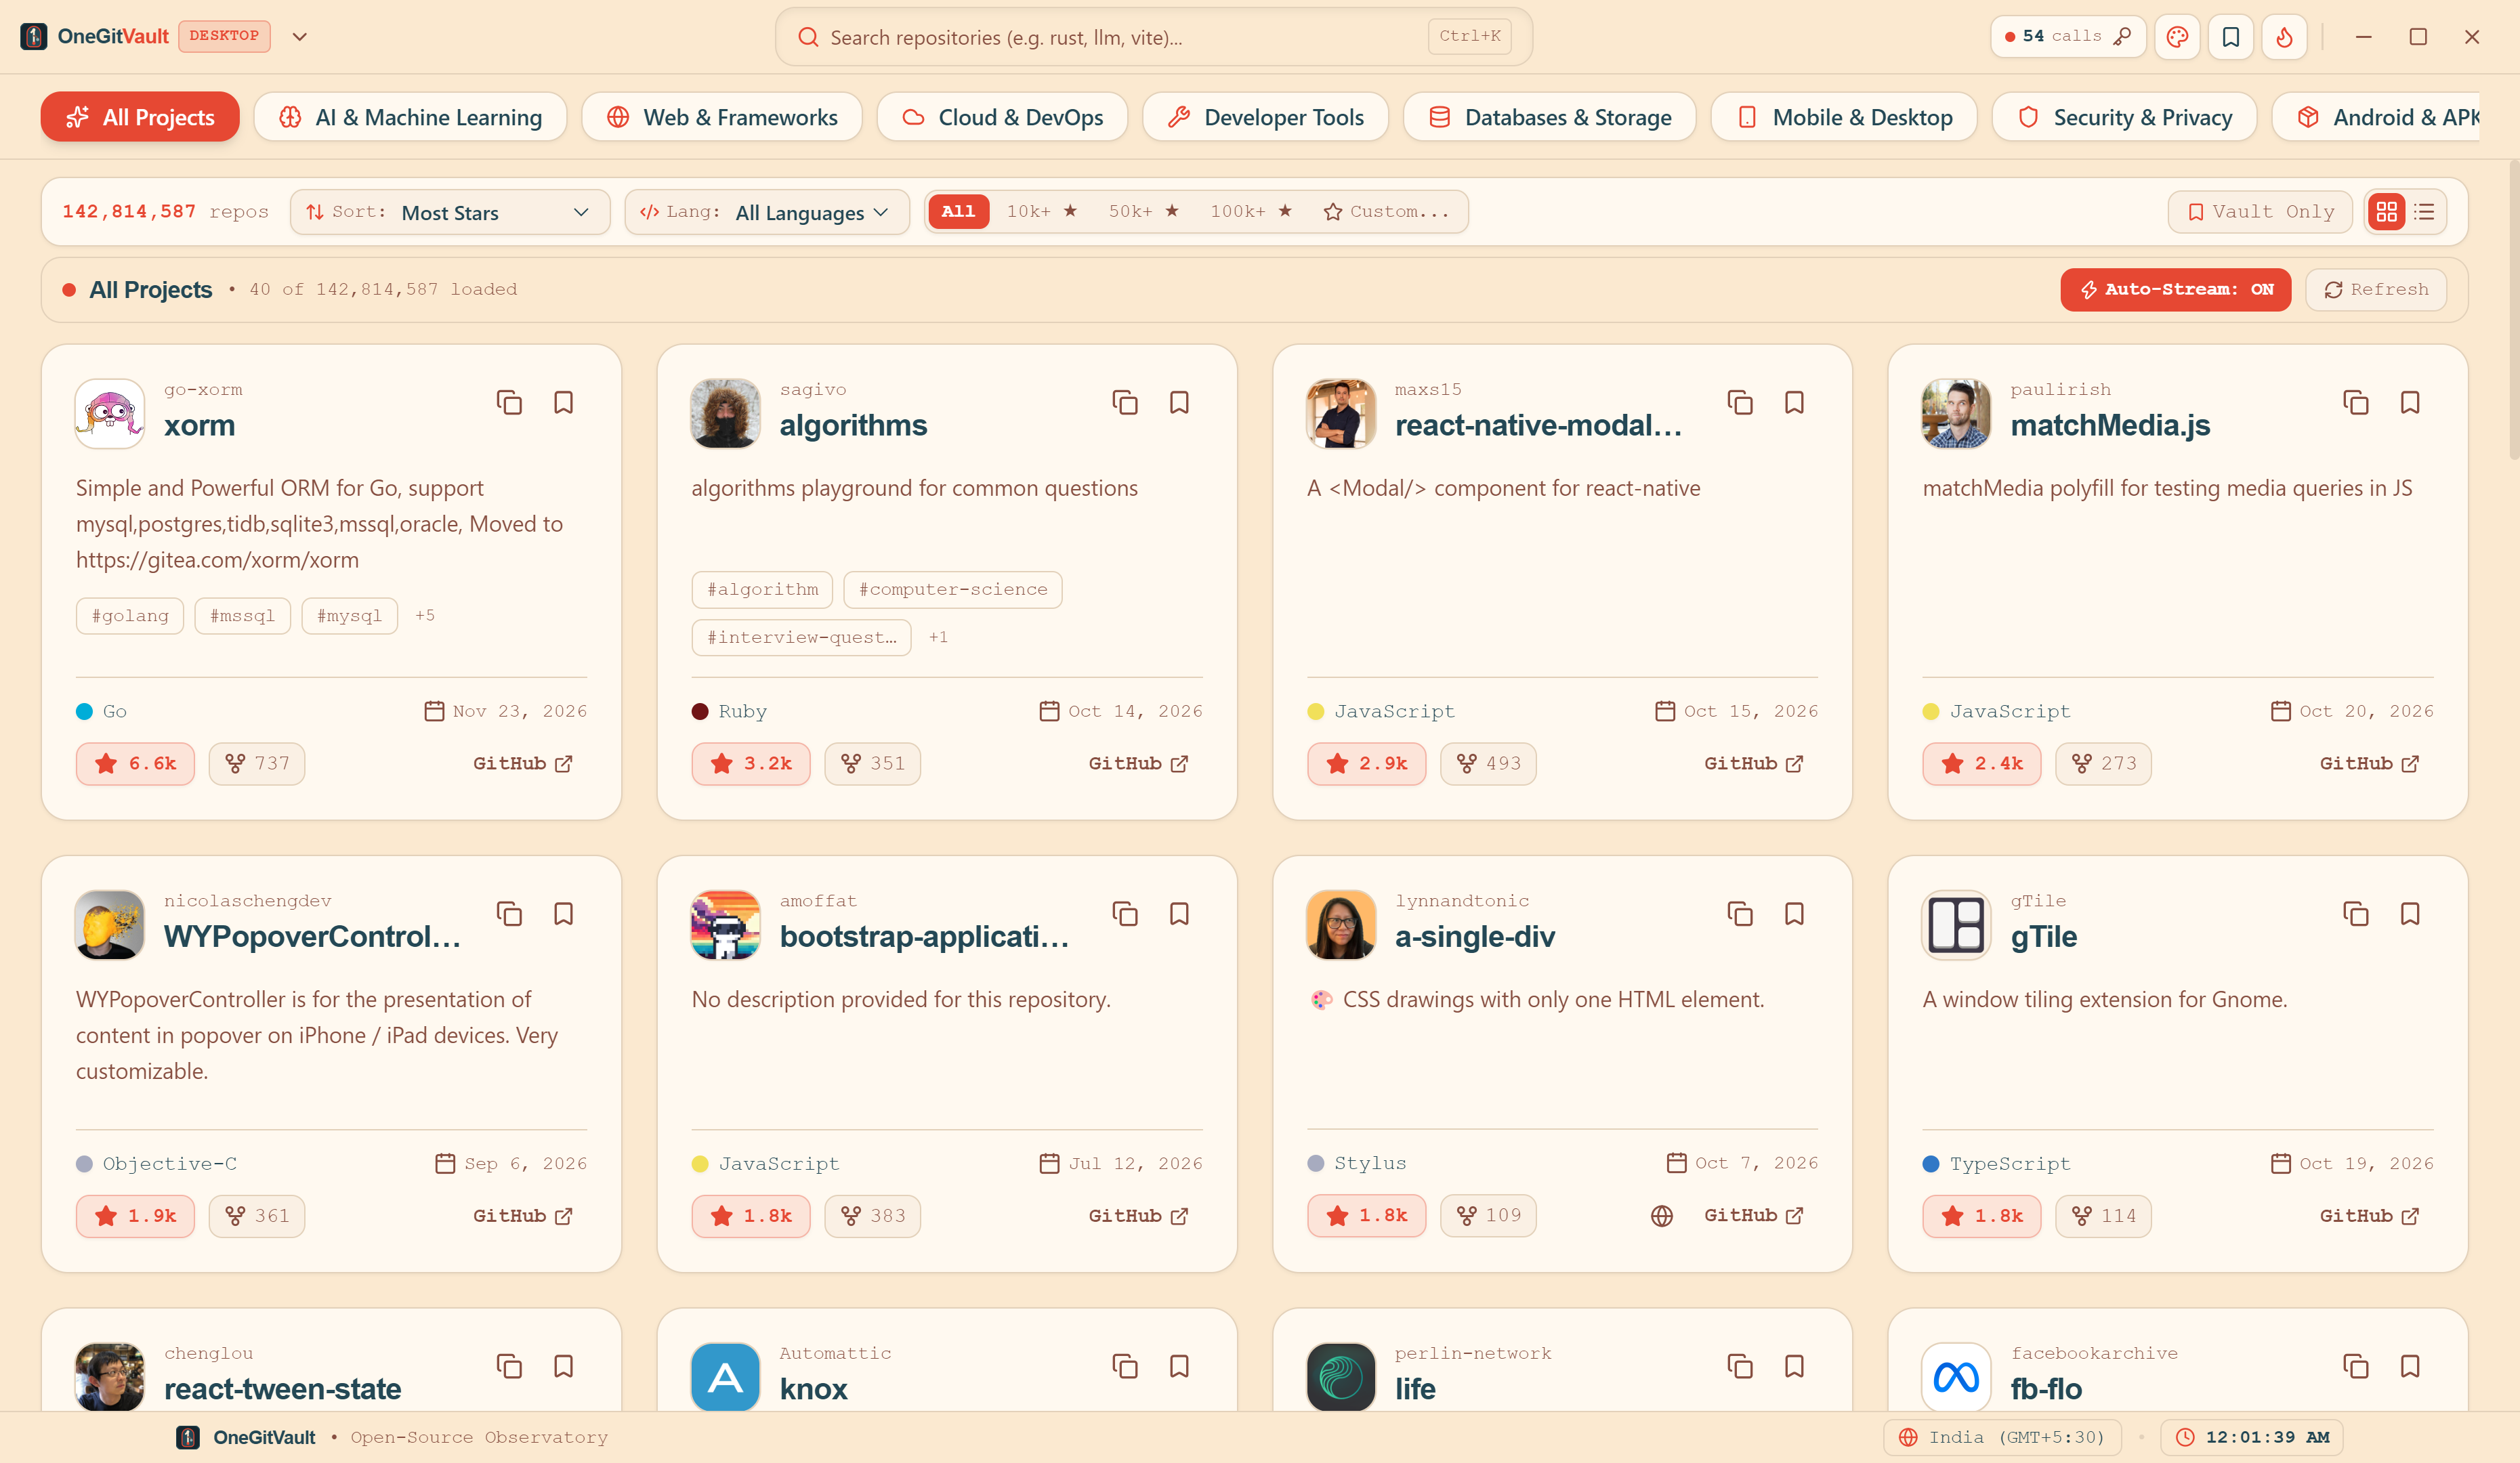 OneGitVault DESKTOP
Search repositories (e.g. rust, llm, vite)... Ctrl+K
54 calls
All Projects
AI & Machine Learning
Web & Frameworks
Cloud & DevOps
Developer Tools
Databases & Storage
Mobile & Desktop
Security & Privacy
Android & APK
142,814,587 repos
Sort: Most Stars
Lang: All Languages
All 10k+ ★ 50k+ ★ 100k+ ★ Custom...
Vault Only
All Projects • 40 of 142,814,587 loaded
Auto-Stream: ON
Refresh
go-xorm
xorm
Simple and Powerful ORM for Go, support
mysql,postgres,tidb,sqlite3,mssql,oracle, Moved to
https://gitea.com/xorm/xorm
#golang #mssql #mysql +5
Go Nov 23, 2026
6.6k 737 GitHub
sagivo
algorithms
algorithms playground for common questions
#algorithm #computer-science
#interview-quest… +1
Ruby Oct 14, 2026
3.2k 351 GitHub
maxs15
react-native-modal…
A <Modal/> component for react-native
JavaScript Oct 15, 2026
2.9k 493 GitHub
paulirish
matchMedia.js
matchMedia polyfill for testing media queries in JS
JavaScript Oct 20, 2026
2.4k 273 GitHub
nicolaschengdev
WYPopoverControl…
WYPopoverController is for the presentation of
content in popover on iPhone / iPad devices. Very
customizable.
Objective-C Sep 6, 2026
1.9k 361 GitHub
amoffat
bootstrap-applicati…
No description provided for this repository.
JavaScript Jul 12, 2026
1.8k 383 GitHub
lynnandtonic
a-single-div
🎨 CSS drawings with only one HTML element.
Stylus Oct 7, 2026
1.8k 109 GitHub
gTile
gTile
A window tiling extension for Gnome.
TypeScript Oct 19, 2026
1.8k 114 GitHub
chenglou
react-tween-state
Automattic
knox
perlin-network
life
facebookarchive
fb-flo
OneGitVault • Open-Source Observatory
India (GMT+5:30) • 12:01:39 AM